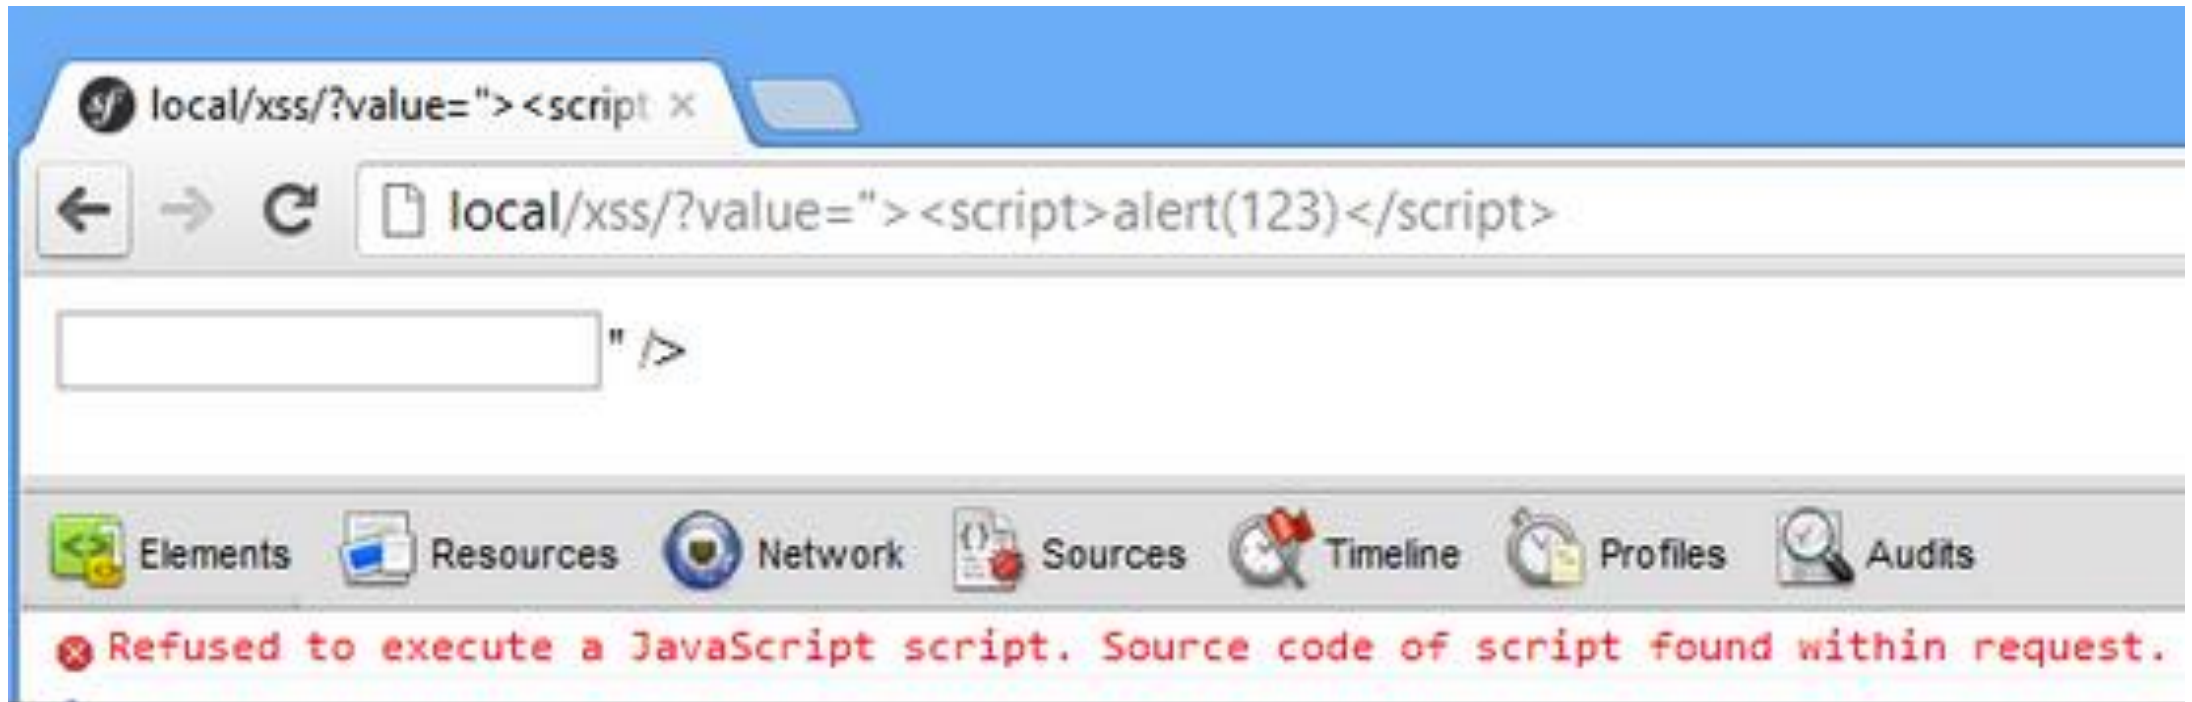 sf local/xss/?value="><script ×
local/xss/?value="><script>alert(123)</script>
" />
Elements Resources Network Sources Timeline Profiles Audits
Refused to execute a JavaScript script. Source code of script found within request.